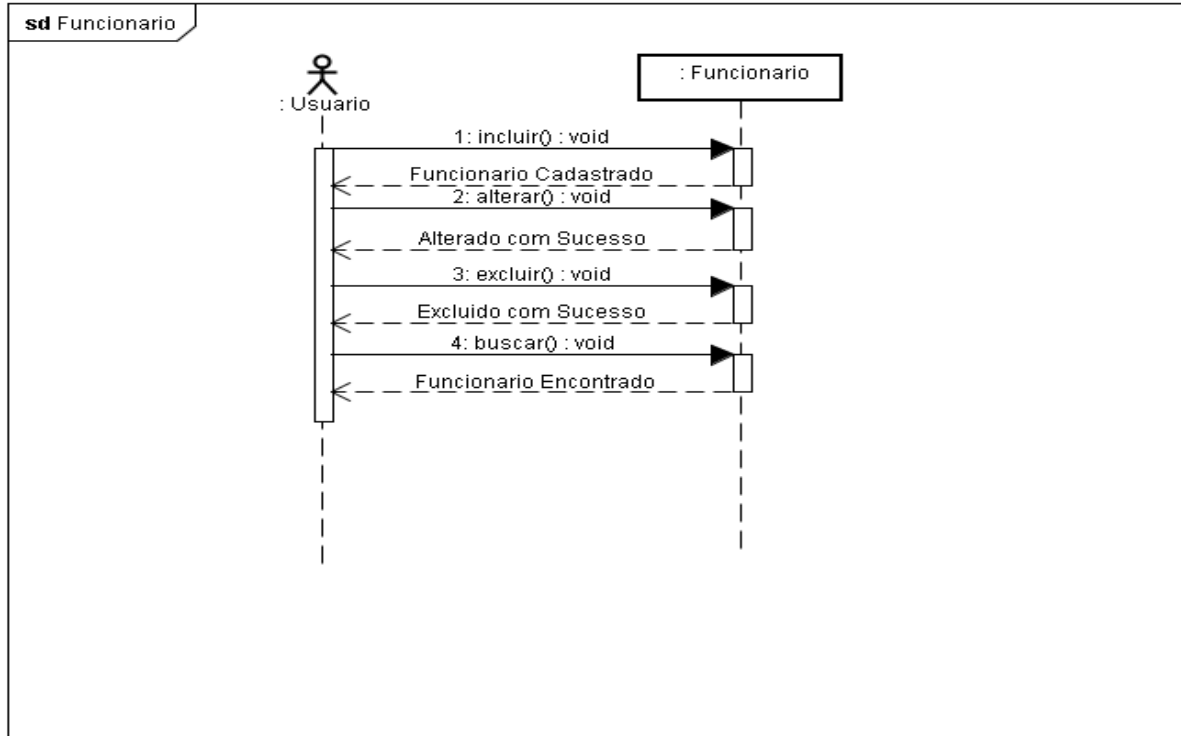 sd Funcionario
: Usuario
: Funcionario
1: incluir() : void
Funcionario Cadastrado
2: alterar() : void
Alterado com Sucesso
3: excluir() : void
Excluido com Sucesso
4: buscar() : void
Funcionario Encontrado